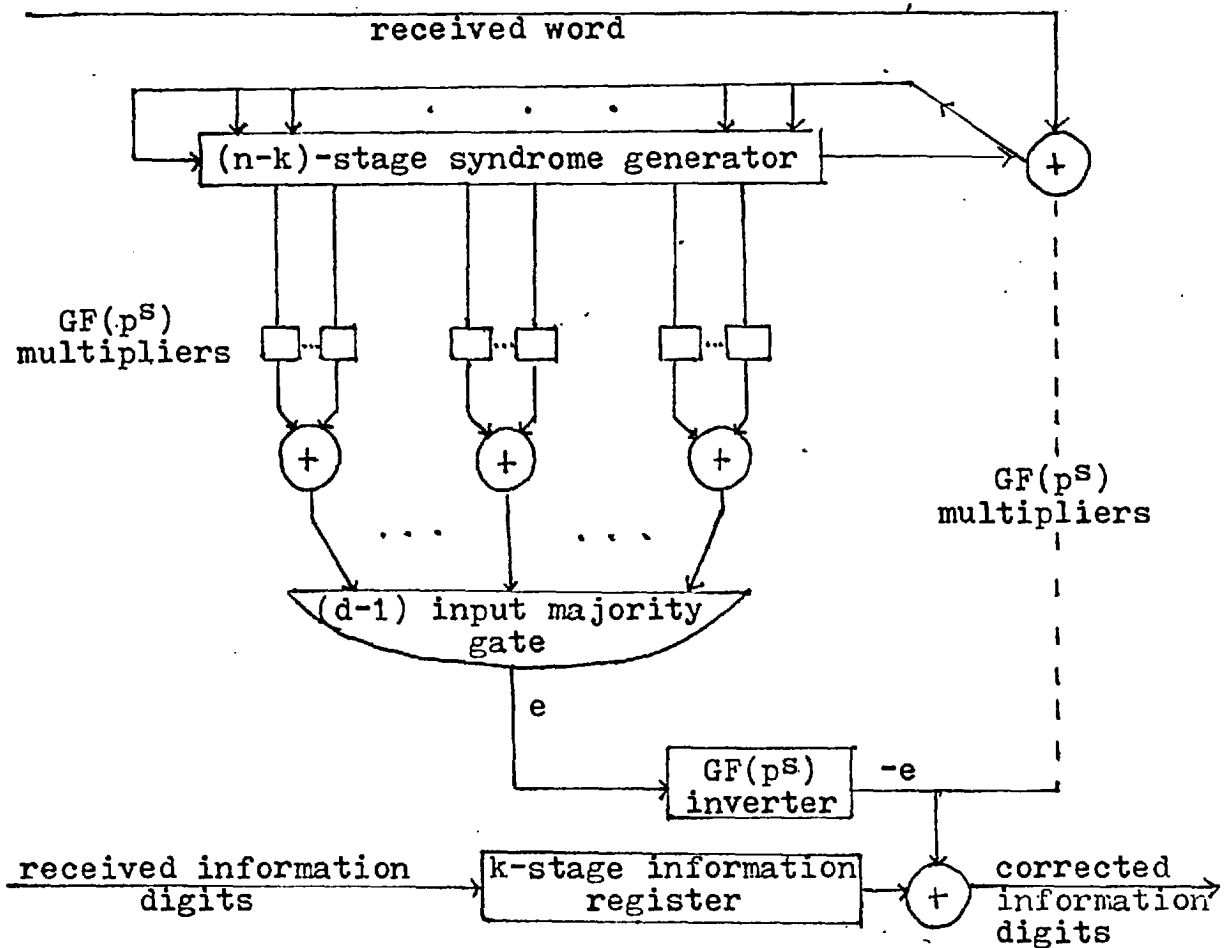 received word
(n-k)-stage syndrome generator
+
GF(p^s)
multipliers
+ + +
GF(p^s)
multipliers
(d-1) input majority
gate
e
GF(p^s)
inverter
-e
received information
digits
k-stage information
register
+
corrected
information
digits